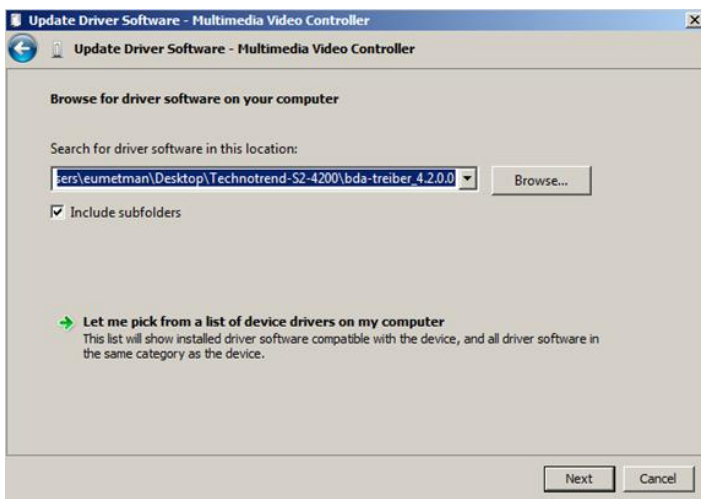 Update Driver Software - Multimedia Video Controller
Update Driver Software - Multimedia Video Controller
Browse for driver software on your computer
Search for driver software in this location:
sers\eumetman\Desktop\Technotrend-S2-4200\bda-treiber_4.2.0.0
Browse...
Include subfolders
Let me pick from a list of device drivers on my computer
This list will show installed driver software compatible with the device, and all driver software in
the same category as the device.
Next Cancel